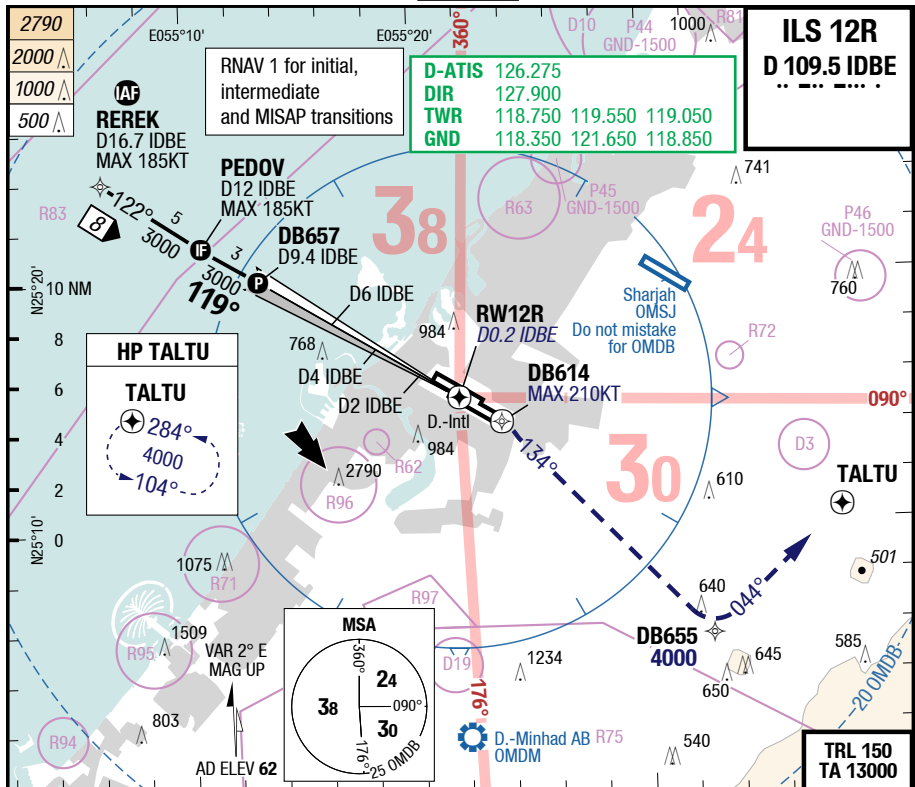 2790
2000
1000
500
E055°10'
E055°20'
360°
D10
P44
GND-1500
1000
R81
ILS 12R
D 109.5 IDBE
RNAV 1 for initial,
intermediate
and MISAP transitions
D-ATIS 126.275
DIR 127.900
TWR 118.750 119.550 119.050
GND 118.350 121.650 118.850
IAF
REREK
D16.7 IDBE
MAX 185KT
PEDOV
D12 IDBE
MAX 185KT
R83
8
122°
5
3000
IF
3
3000
119°
DB657
D9.4 IDBE
P
38
R63
P45
GND-1500
741
24
P46
GND-1500
760
N25°20'
10 NM
8
6
4
2
0
N25°10'
D6 IDBE
D4 IDBE
D2 IDBE
768
984
RW12R
D0.2 IDBE
Sharjah
OMSJ
Do not mistake
for OMDB
R72
DB614
MAX 210KT
090°
D.-Intl
984
HP TALTU
TALTU
284°
4000
104°
R62
2790
R96
134°
30
D3
610
TALTU
1075
R71
501
640
044°
R97
DB655
4000
1509
R95
VAR 2° E
MAG UP
MSA
360°
38
24
090°
30
176°
25 OMDB
D19
1234
176°
645
650
585
20 OMDB
R94
803
AD ELEV 62
D.-Minhad AB
OMDM
R75
540
TRL 150
TA 13000